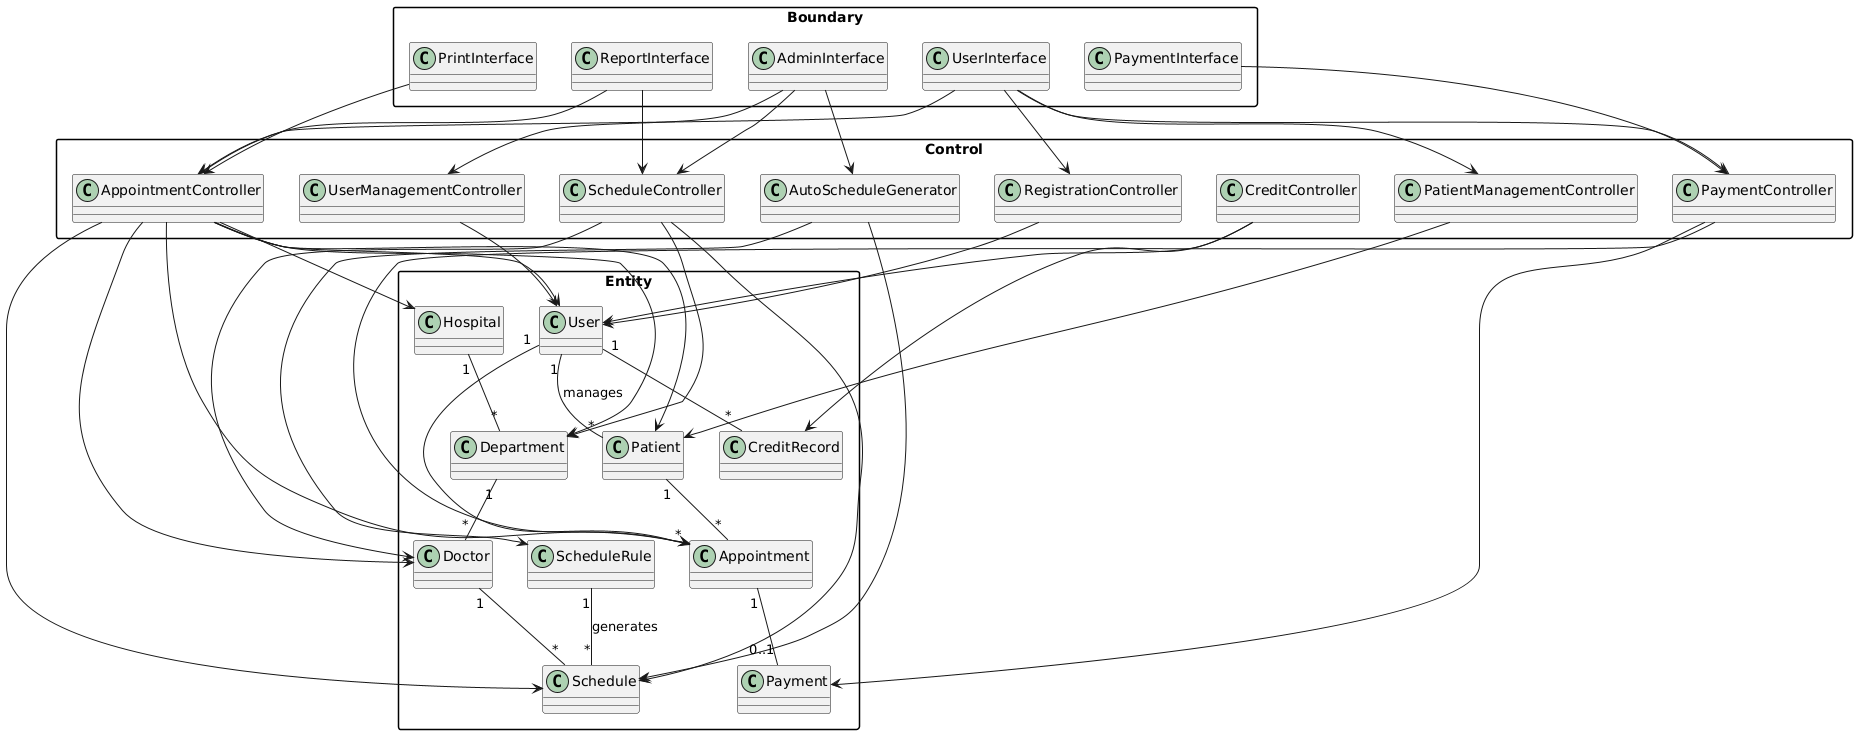 Boundary
C PrintInterface
C ReportInterface
C AdminInterface
C UserInterface
C PaymentInterface
Control
C AppointmentController
C UserManagementController
C ScheduleController
C AutoScheduleGenerator
C RegistrationController
C CreditController
C PatientManagementController
C PaymentController
Entity
C Hospital
C User
1
1
1
1
manages
*
*
*
C Department
C Patient
C CreditRecord
1
1
*
*
*
C Doctor
C ScheduleRule
C Appointment
1
1
1
generates
*
*
0..1
C Schedule
C Payment